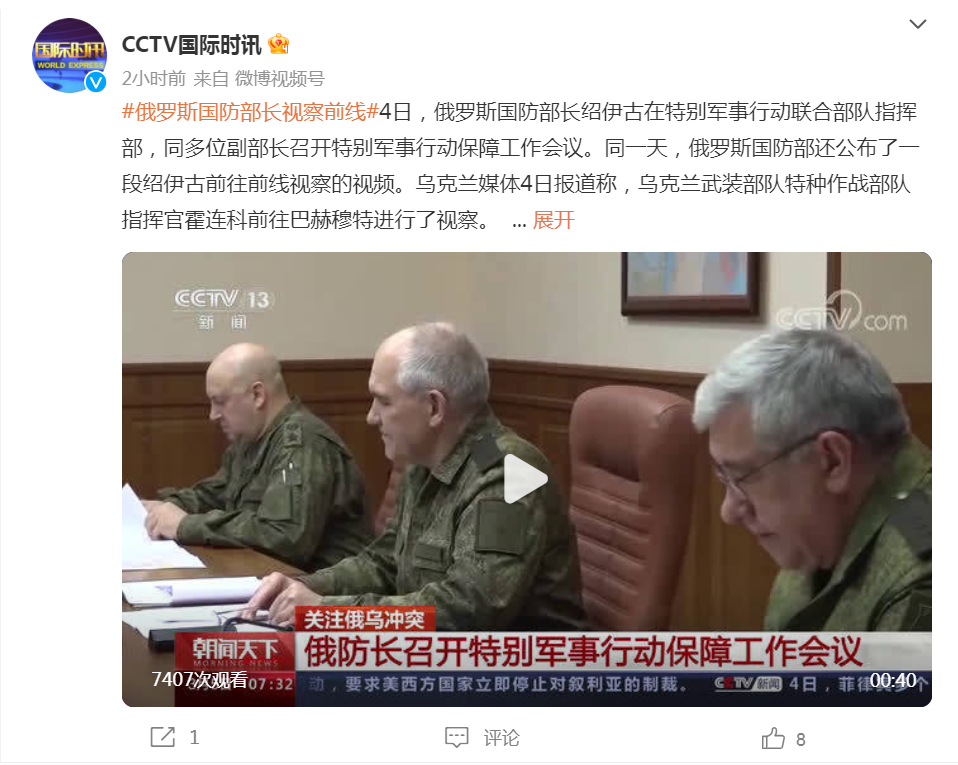 国际时讯
WORLD EXPRESS
CCTV国际时讯
2小时前 来自 微博视频号
#俄罗斯国防部长视察前线#4日，俄罗斯国防部长绍伊古在特别军事行动联合部队指挥
部，同多位副部长召开特别军事行动保障工作会议。同一天，俄罗斯国防部还公布了一
段绍伊古前往前线视察的视频。乌克兰媒体4日报道称，乌克兰武装部队特种作战部队
指挥官霍连科前往巴赫穆特进行了视察。 ... 展开
CCTV 13
新闻
CCTV.com
关注俄乌冲突
朝闻天下
MORNING NEWS
俄防长召开特别军事行动保障工作会议
7407次观看
07:32
动，要求美西方国家立即停止对叙利亚的制裁。 CCTV新闻 4日，菲律
00:40
1
评论
8